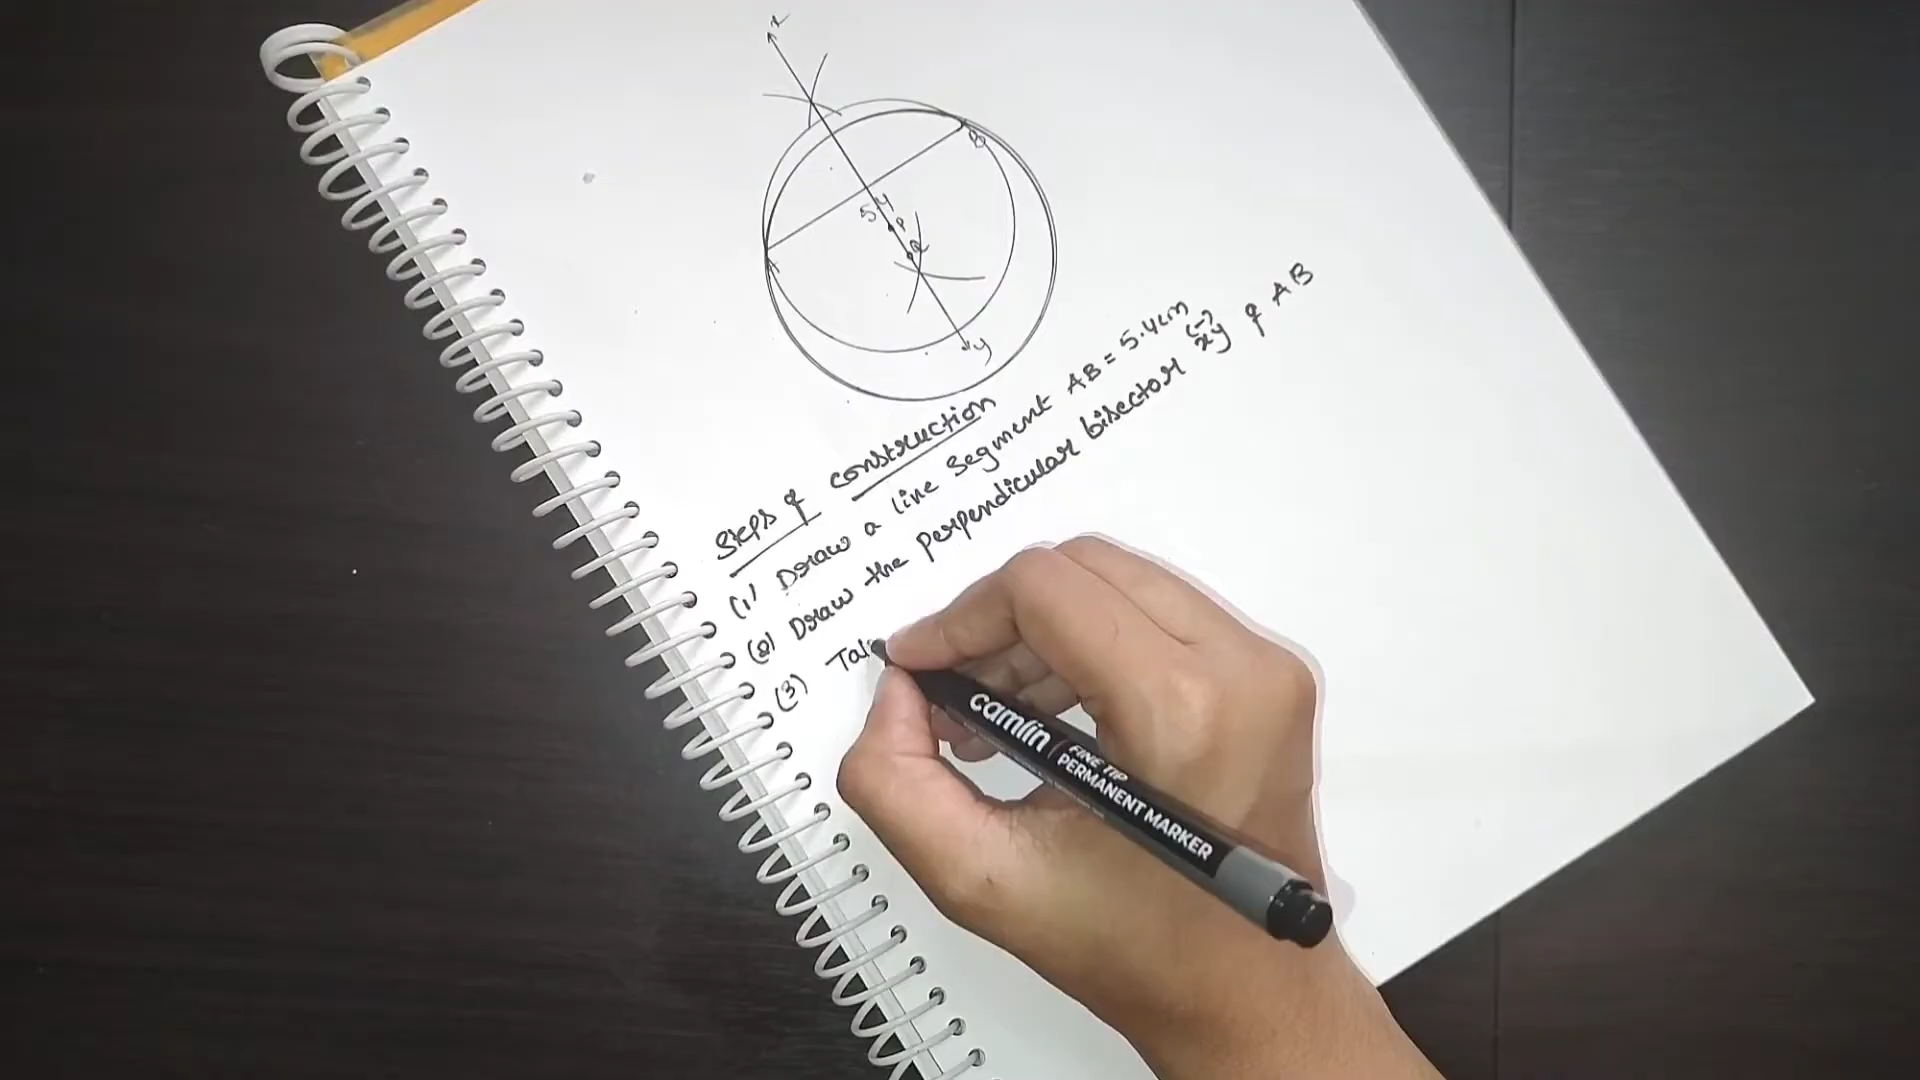 x
B
5.4
P
Q
A
y
Steps of construction
(1) Draw a line segment AB = 5.4cm
(2) Draw the perpendicular bisector xy of AB
(3) Tak
camlin
FINE TIP
PERMANENT MARKER